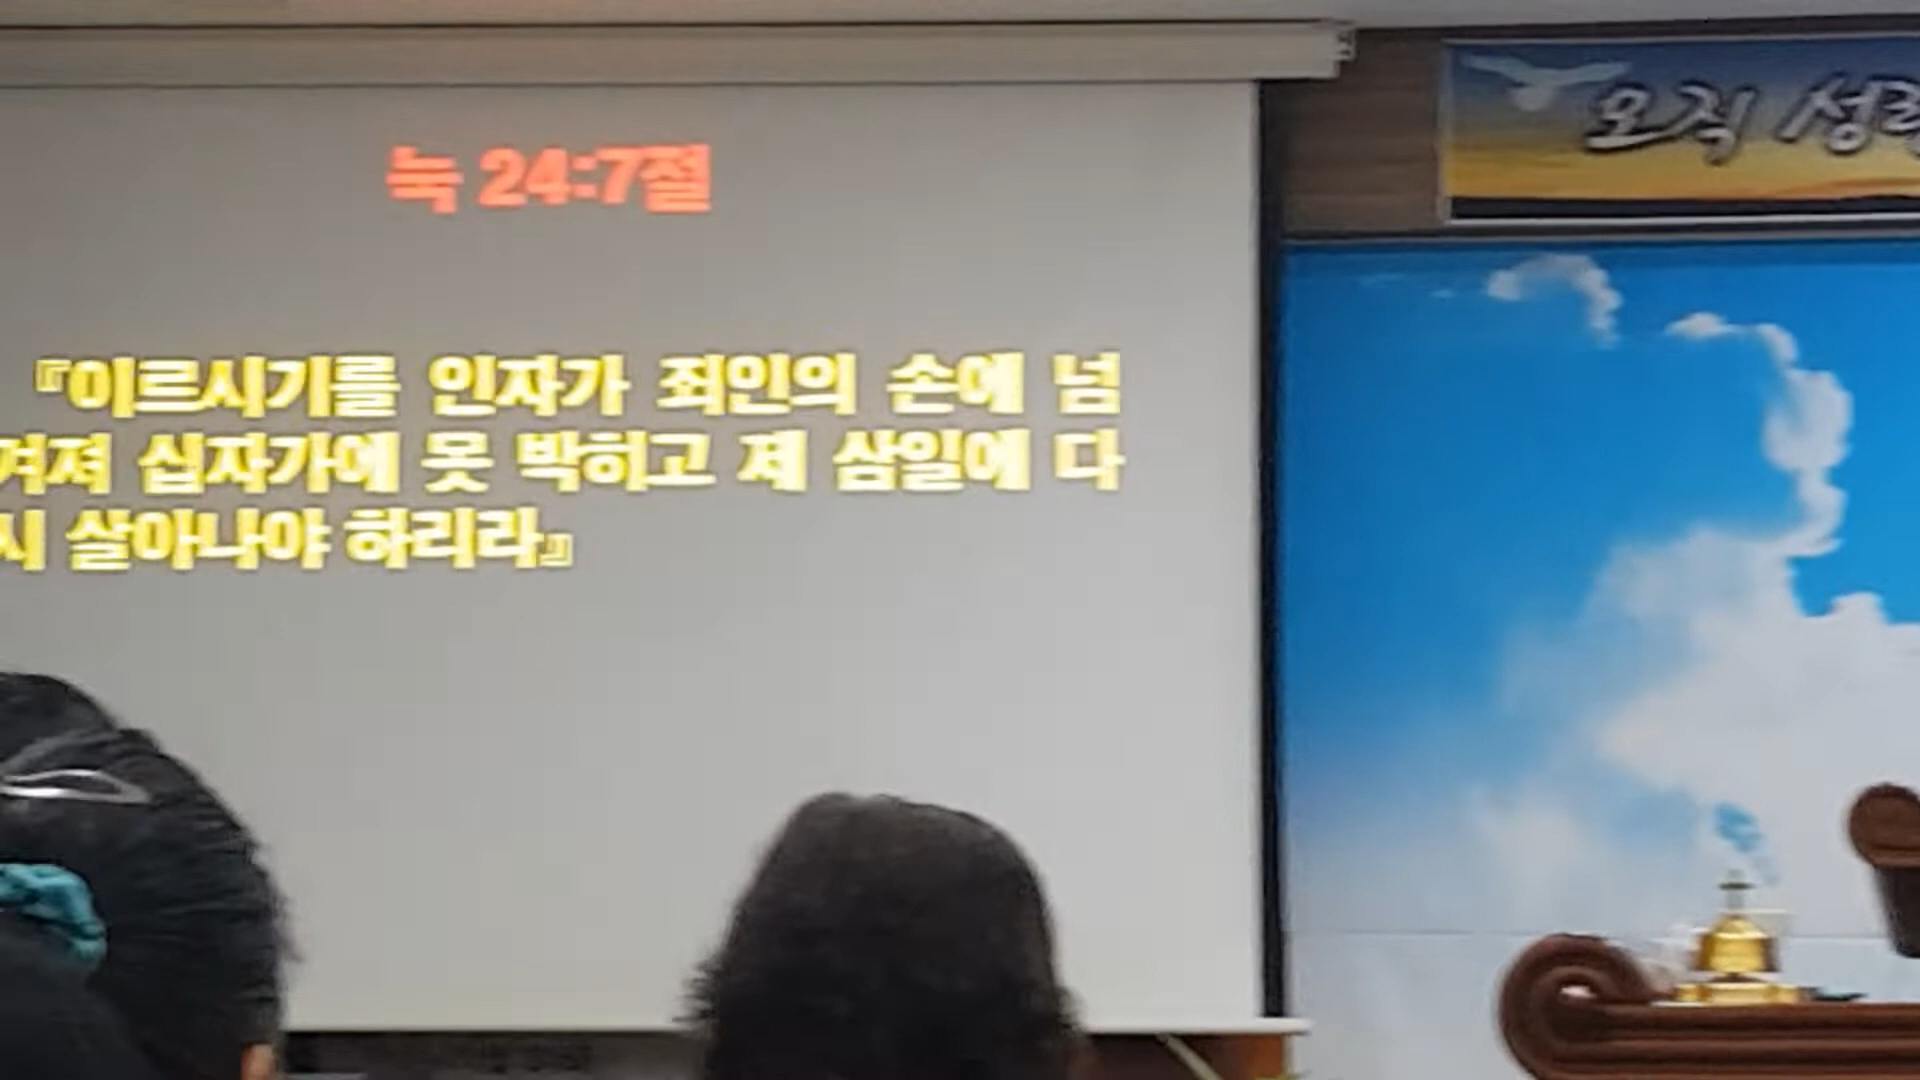 눅 24:7절
『이르시기를 인자가 죄인의 손에 넘
겨져 십자가에 못 박히고 제 삼일에 다
시 살아나야 하리라』
오직 성령